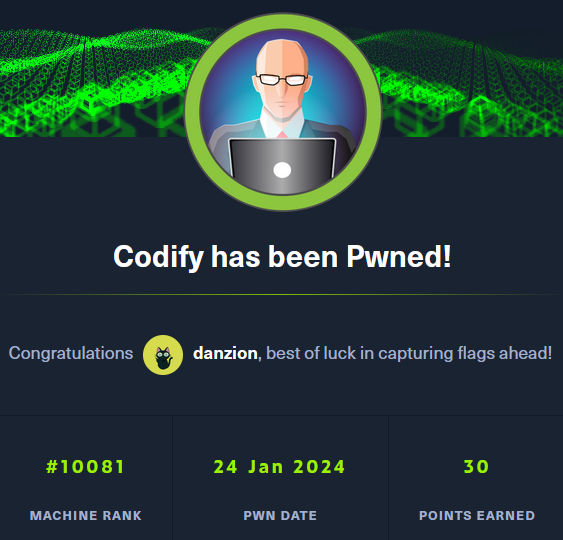 Codify has been Pwned!
Congratulations danzion, best of luck in capturing flags ahead!
#10081 24 Jan 2024 30
MACHINE RANK PWN DATE POINTS EARNED